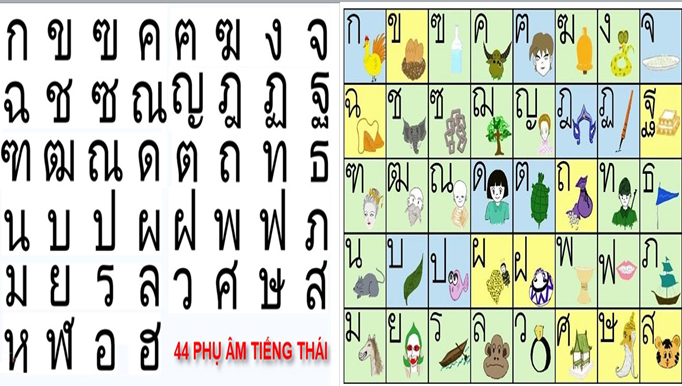 ก ข ฃ ค ฅ ฆ ง จ
ฉ ช ซ ณ ญ ฎ ฏ ฐ
ฑ ฒ ณ ด ต ถ ท ธ
น บ ป ผ ฝ พ ฟ ภ
ม ย ร ล ว ศ ษ ส
ห ฬ อ ฮ
44 PHỤ ÂM TIẾNG THÁI
ก ข ฃ ค ฅ ฆ ง จ
ฉ ช ซ ฌ ญ ฎ ฏ ฐ
ฑ ฒ ณ ด ต ถ ท ธ
น บ ป ผ ฝ พ ฟ ภ
ม ย ร ล ว ศ ษ ส